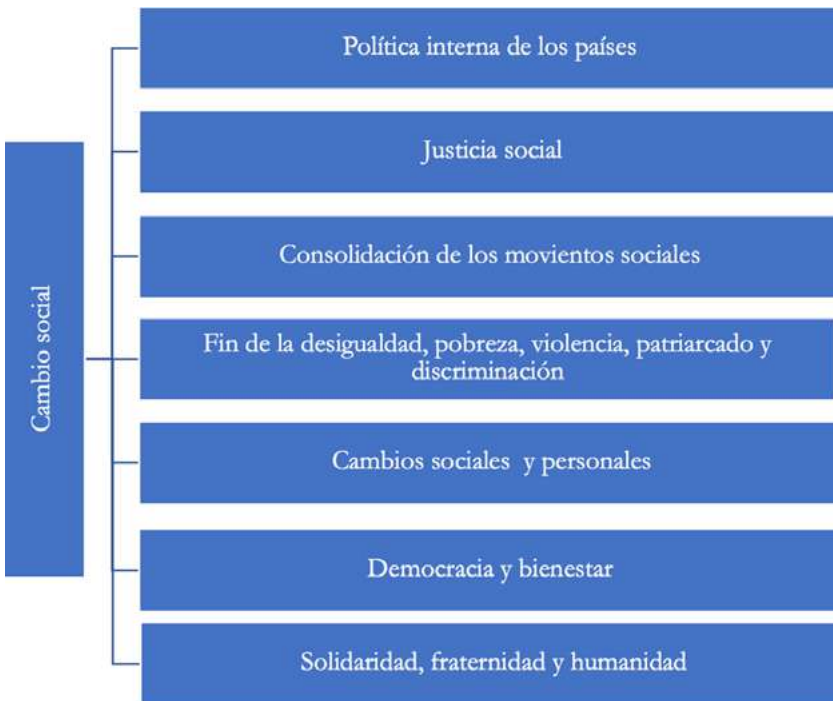 Política interna de los países
Justicia social
Consolidación de los movientos sociales
Fin de la desigualdad, pobreza, violencia, patriarcado y
discriminación
Cambio social
Cambios sociales y personales
Democracia y bienestar
Solidaridad, fraternidad y humanidad